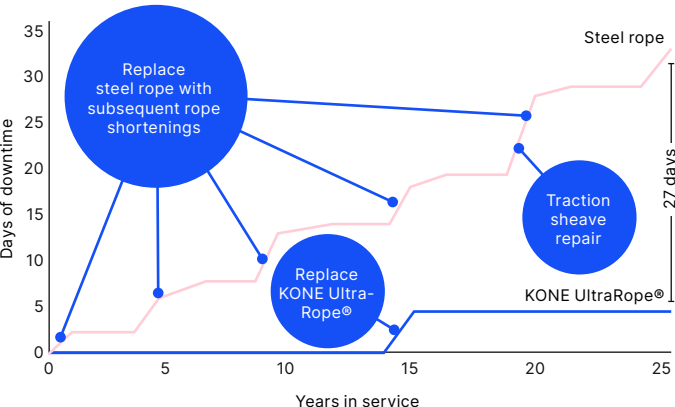 35
30
25
20
15
10
5
0
Days of downtime
Replace
steel rope with
subsequent rope
shortenings
Steel rope
Traction
sheave
repair
27 days
Replace
KONE Ultra-
Rope®
KONE UltraRope®
0
5
10
15
20
25
Years in service